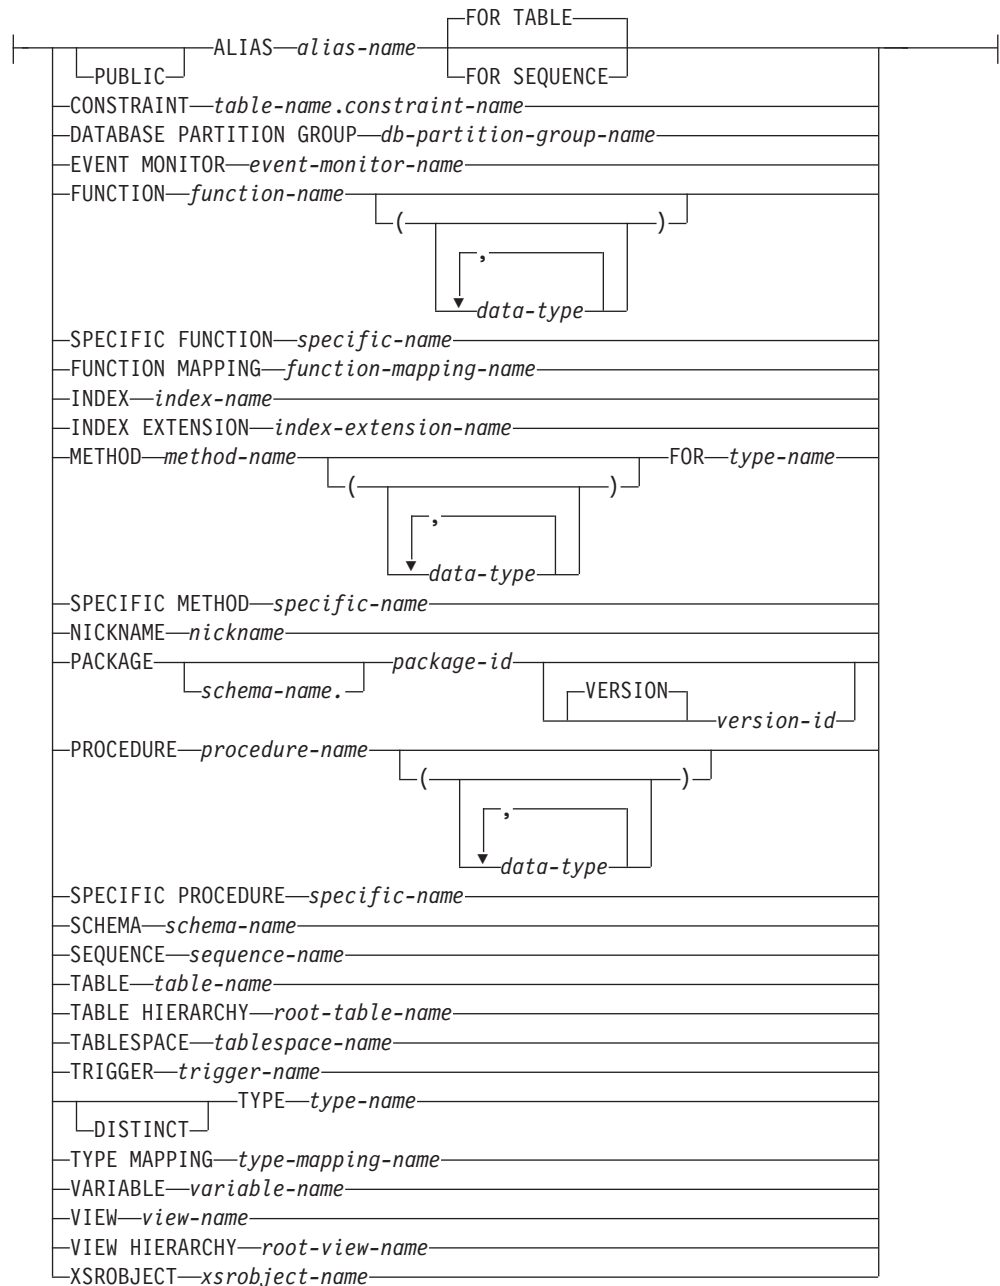 FOR TABLE
ALIAS alias-name
PUBLIC FOR SEQUENCE
CONSTRAINT table-name.constraint-name
DATABASE PARTITION GROUP db-partition-group-name
EVENT MONITOR event-monitor-name
FUNCTION function-name
( )
,
data-type
SPECIFIC FUNCTION specific-name
FUNCTION MAPPING function-mapping-name
INDEX index-name
INDEX EXTENSION index-extension-name
METHOD method-name FOR type-name
( )
,
data-type
SPECIFIC METHOD specific-name
NICKNAME nickname
PACKAGE package-id
schema-name. VERSION
version-id
PROCEDURE procedure-name
( )
,
data-type
SPECIFIC PROCEDURE specific-name
SCHEMA schema-name
SEQUENCE sequence-name
TABLE table-name
TABLE HIERARCHY root-table-name
TABLESPACE tablespace-name
TRIGGER trigger-name
TYPE type-name
DISTINCT
TYPE MAPPING type-mapping-name
VARIABLE variable-name
VIEW view-name
VIEW HIERARCHY root-view-name
XSROBJECT xsrobject-name